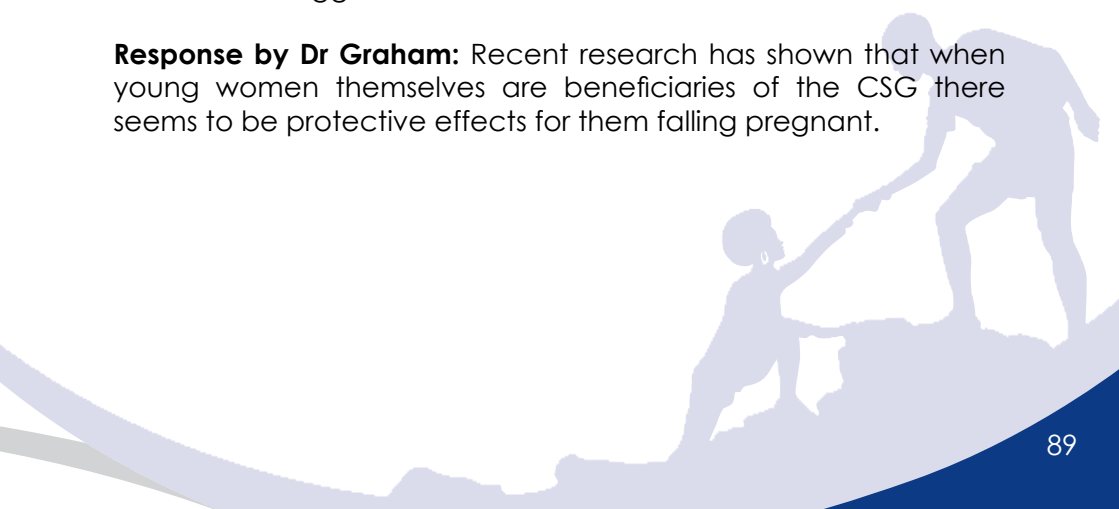 Response by Dr Graham: Recent research has shown that when
young women themselves are beneficiaries of the CSG there
seems to be protective effects for them falling pregnant.
89